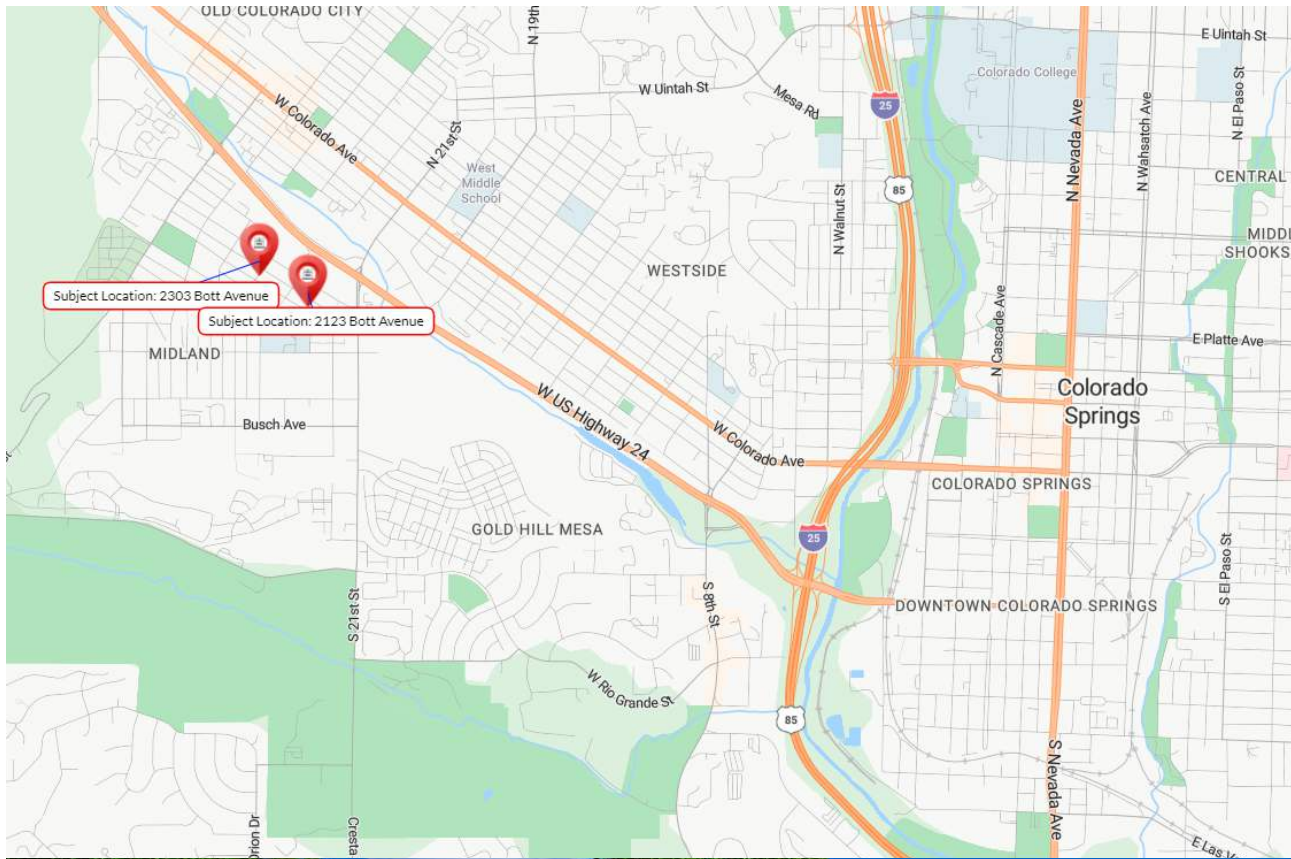 OLD COLORADO CITY
N 19th
E Uintah St
Colorado College
W Uintah St
Mesa Rd
25
N El Paso St
W Colorado Ave
N 21st St
N Nevada Ave
N Wahsatch Ave
West
Middle
School
85
CENTRAL
N Walnut St
MIDDL
SHOOKS
WESTSIDE
Subject Location: 2303 Bott Avenue
Subject Location: 2123 Bott Avenue
N Cascade Ave
E Platte Ave
MIDLAND
Colorado
Springs
W US Highway 24
Busch Ave
W Colorado Ave
COLORADO SPRINGS
GOLD HILL MESA
25
S El Paso St
S 21st St
S 8th St
DOWNTOWN COLORADO SPRINGS
W Rio Grande St
85
S Nevada Ave
Orion Dr
Cresta
E Las V